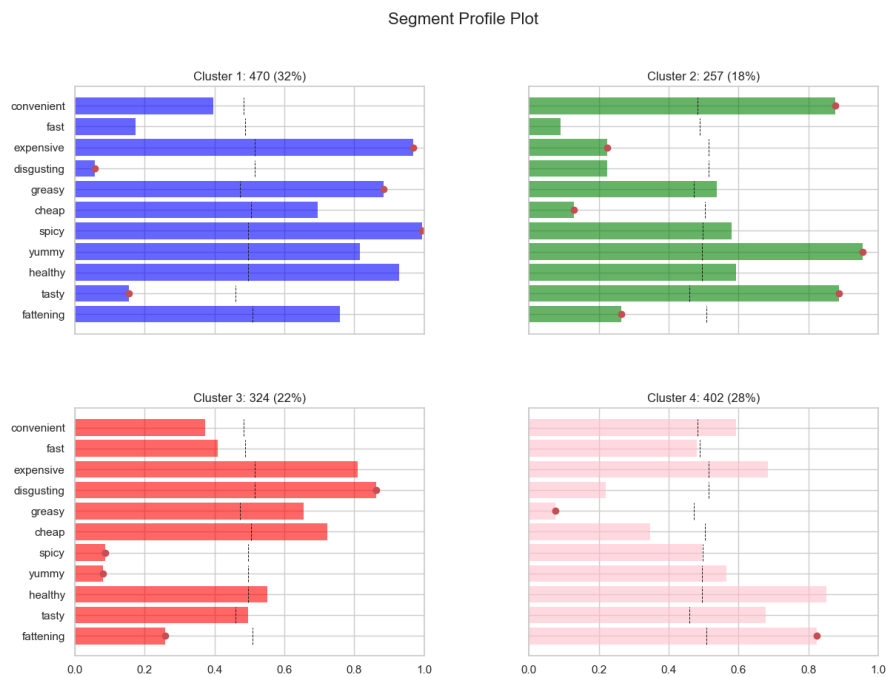 Segment Profile Plot
Cluster 1: 470 (32%)
Cluster 2: 257 (18%)
convenient
fast
expensive
disgusting
greasy
cheap
spicy
yummy
healthy
tasty
fattening
Cluster 3: 324 (22%)
Cluster 4: 402 (28%)
convenient
fast
expensive
disgusting
greasy
cheap
spicy
yummy
healthy
tasty
fattening
0.0 0.2 0.4 0.6 0.8 1.0
0.0 0.2 0.4 0.6 0.8 1.0